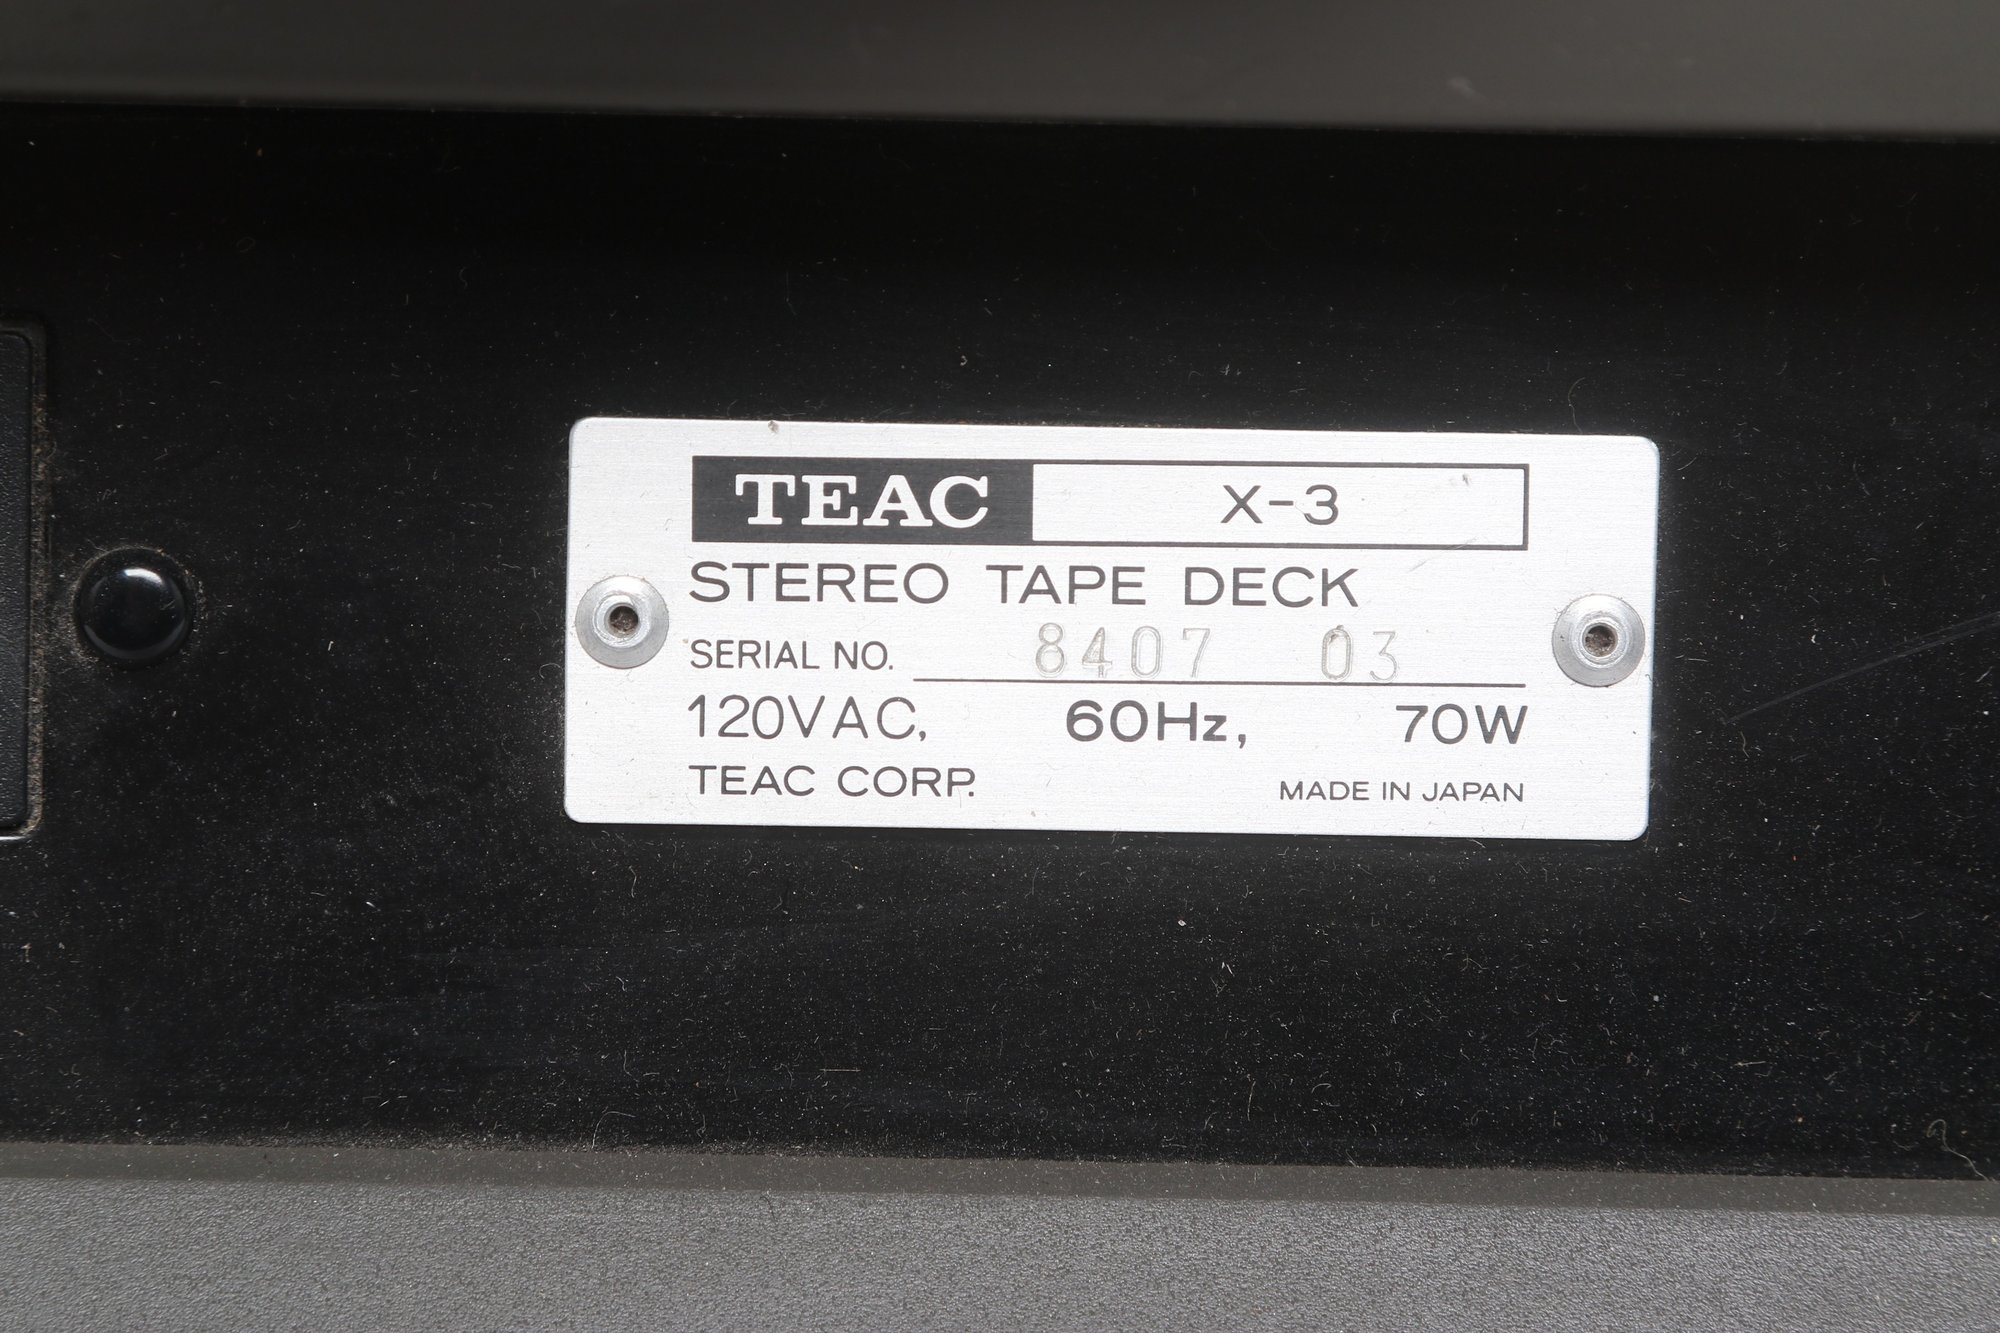 TEAC X-3
STEREO TAPE DECK
SERIAL NO. 8407 03
120VAC, 60Hz, 70W
TEAC CORP. MADE IN JAPAN